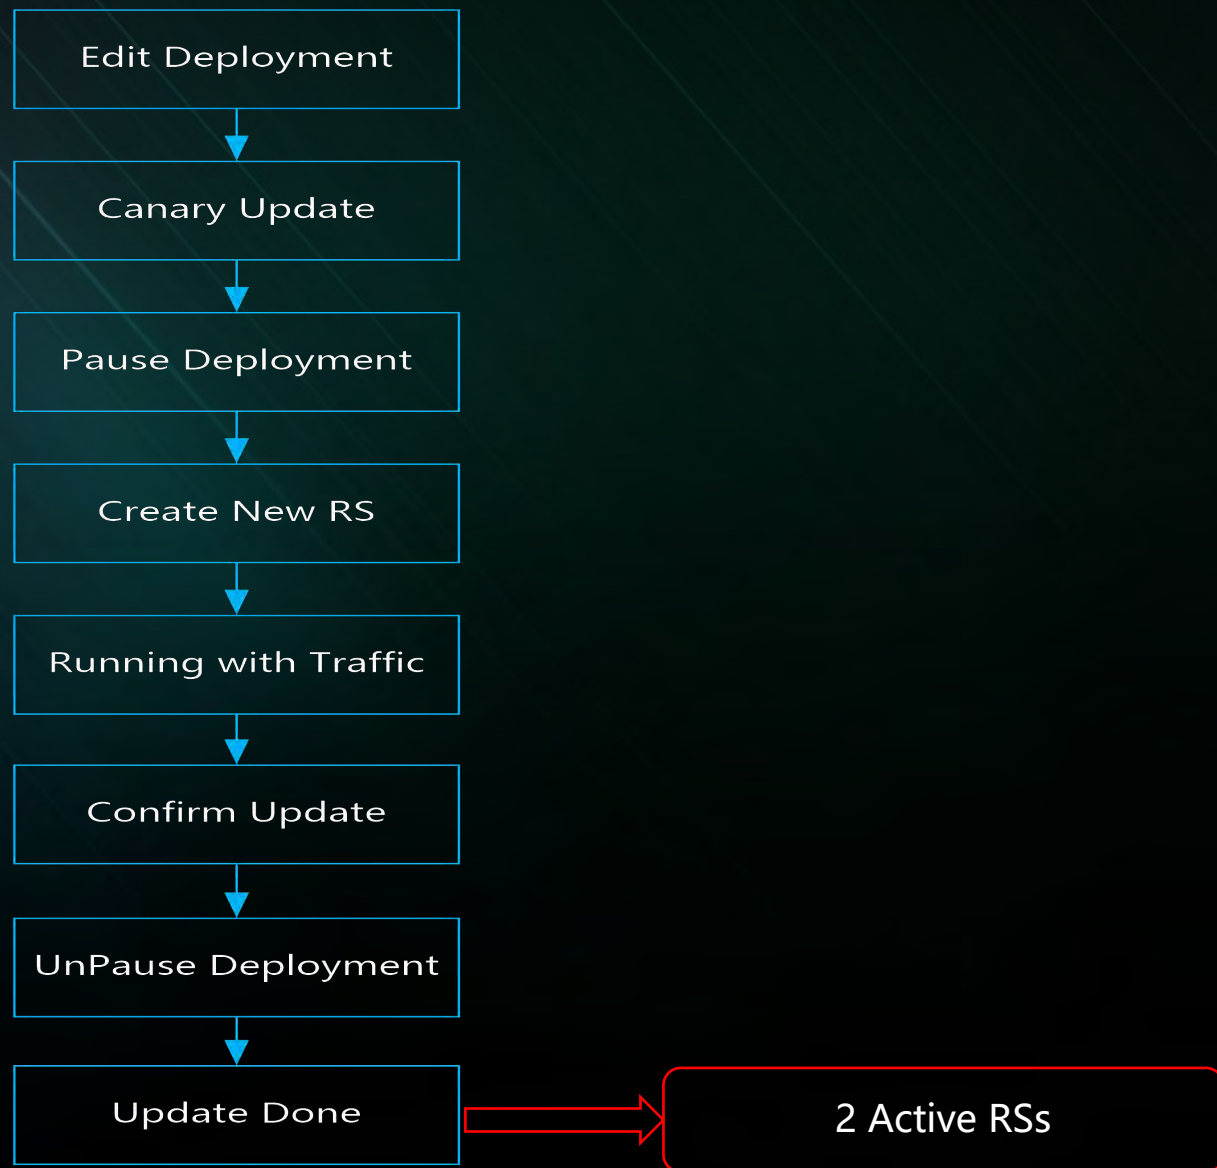 Edit Deployment
Canary Update
Pause Deployment
Create New RS
Running with Traffic
Confirm Update
UnPause Deployment
Update Done
2 Active RSs